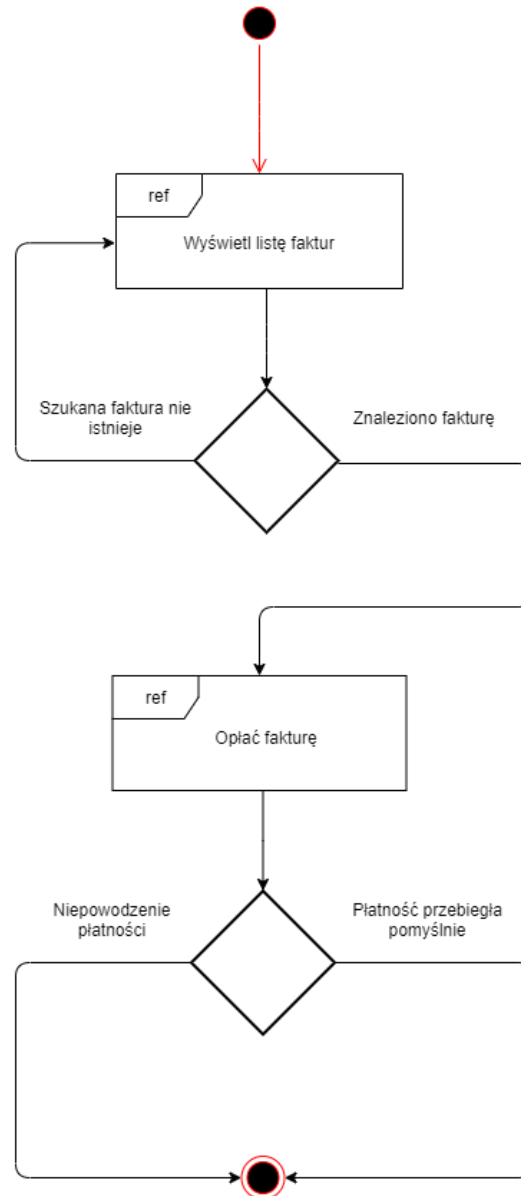 ref
Wyświetl listę faktur
Szukana faktura nie
istnieje
Znaleziono fakturę
ref
Opłać fakturę
Niepowodzenie
płatności
Płatność przebiegła
pomyślnie